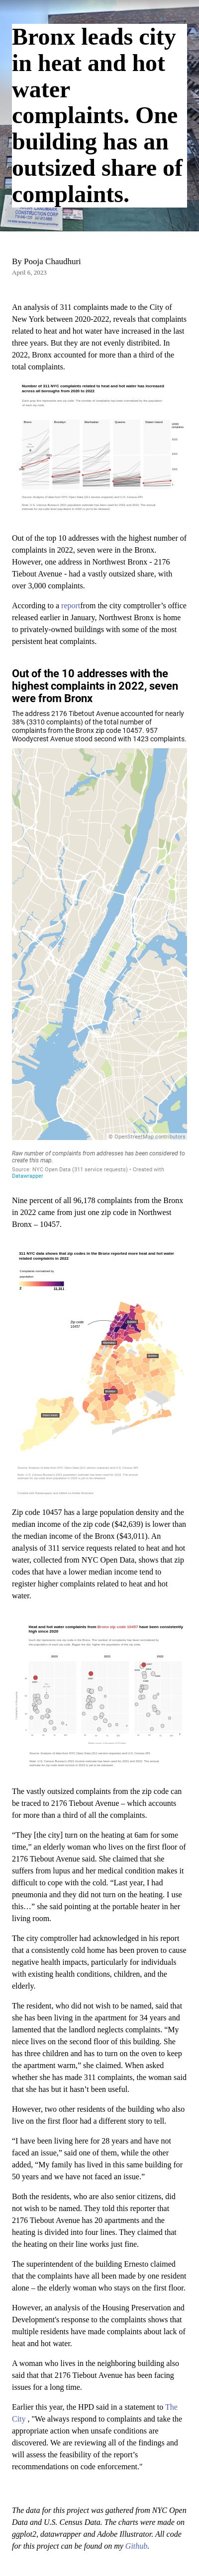 Bronx leads city
in heat and hot
water
complaints. One
building has an
outsized share of
complaints.
By Pooja Chaudhuri
April 6, 2023
An analysis of 311 complaints made to the City of
New York between 2020-2022, reveals that complaints
related to heat and hot water have increased in the last
three years. But they are not evenly distribited. In
2022, Bronx accounted for more than a third of the
total complaints.
Number of 311 NYC complaints related to heat and hot water has increased
across all boroughs from 2020 to 2022
Bronx
Brooklyn
Manhattan
Queens
Staten Island
Out of the top 10 addresses with the highest number of
complaints in 2022, seven were in the Bronx.
However, one address in Northwest Bronx - 2176
Tiebout Avenue - had a vastly outsized share, with
over 3,000 complaints.
According to a reportfrom the city comptroller’s office
released earlier in January, Northwest Bronx is home
to privately-owned buildings with some of the most
persistent heat complaints.
Out of the 10 addresses with the
highest complaints in 2022, seven
were from Bronx
The address 2176 Tibetout Avenue accounted for nearly
38% (3310 complaints) of the total number of
complaints from the Bronx zip code 10457. 957
Woodycrest Avenue stood second with 1423 complaints.
© OpenStreetMap contributors
Raw number of complaints from addresses has been considered to
create this map.
Source: NYC Open Data (311 service requests) • Created with
Datawrapper
Nine percent of all 96,178 complaints from the Bronx
in 2022 came from just one zip code in Northwest
Bronx – 10457.
311 NYC data shows that zip codes in the Bronx reported more heat and hot water
related complaints in 2022
Complaints normalized by
population
2
11,311
Zip code
10457
Zip code 10457 has a large population density and the
median income of the zip code ($42,639) is lower than
the median income of the Bronx ($43,011). An
analysis of 311 service requests related to heat and hot
water, collected from NYC Open Data, shows that zip
codes that have a lower median income tend to
register higher complaints related to heat and hot
water.
Heat and hot water complaints from Bronx zip code 10457 have been consistently
high since 2020
2020
2021
2022
The vastly outsized complaints from the zip code can
be traced to 2176 Tiebout Avenue – which accounts
for more than a third of all the complaints.
“They [the city] turn on the heating at 6am for some
time,” an elderly woman who lives on the first floor of
2176 Tiebout Avenue said. She claimed that she
suffers from lupus and her medical condition makes it
difficult to cope with the cold. “Last year, I had
pneumonia and they did not turn on the heating. I use
this…” she said pointing at the portable heater in her
living room.
The city comptroller had acknowledged in his report
that a consistently cold home has been proven to cause
negative health impacts, particularly for individuals
with existing health conditions, children, and the
elderly.
The resident, who did not wish to be named, said that
she has been living in the apartment for 34 years and
lamented that the landlord neglects complaints. “My
niece lives on the second floor of this building. She
has three children and has to turn on the oven to keep
the apartment warm,” she claimed. When asked
whether she has made 311 complaints, the woman said
that she has but it hasn’t been useful.
However, two other residents of the building who also
live on the first floor had a different story to tell.
“I have been living here for 28 years and have not
faced an issue,” said one of them, while the other
added, “My family has lived in this same building for
50 years and we have not faced an issue.”
Both the residents, who are also senior citizens, did
not wish to be named. They told this reporter that
2176 Tiebout Avenue has 20 apartments and the
heating is divided into four lines. They claimed that
the heating on their line works just fine.
The superintendent of the building Ernesto claimed
that the complaints have all been made by one resident
alone – the elderly woman who stays on the first floor.
However, an analysis of the Housing Preservation and
Development's response to the complaints shows that
multiple residents have made complaints about lack of
heat and hot water.
A woman who lives in the neighboring building also
said that that 2176 Tiebout Avenue has been facing
issues for a long time.
Earlier this year, the HPD said in a statement to The
City , "We always respond to complaints and take the
appropriate action when unsafe conditions are
discovered. We are reviewing all of the findings and
will assess the feasibility of the report’s
recommendations on code enforcement."
The data for this project was gathered from NYC Open
Data and U.S. Census Data. The charts were made on
ggplot2, datawrapper and Adobe Illustrator. All code
for this project can be found on my Github.